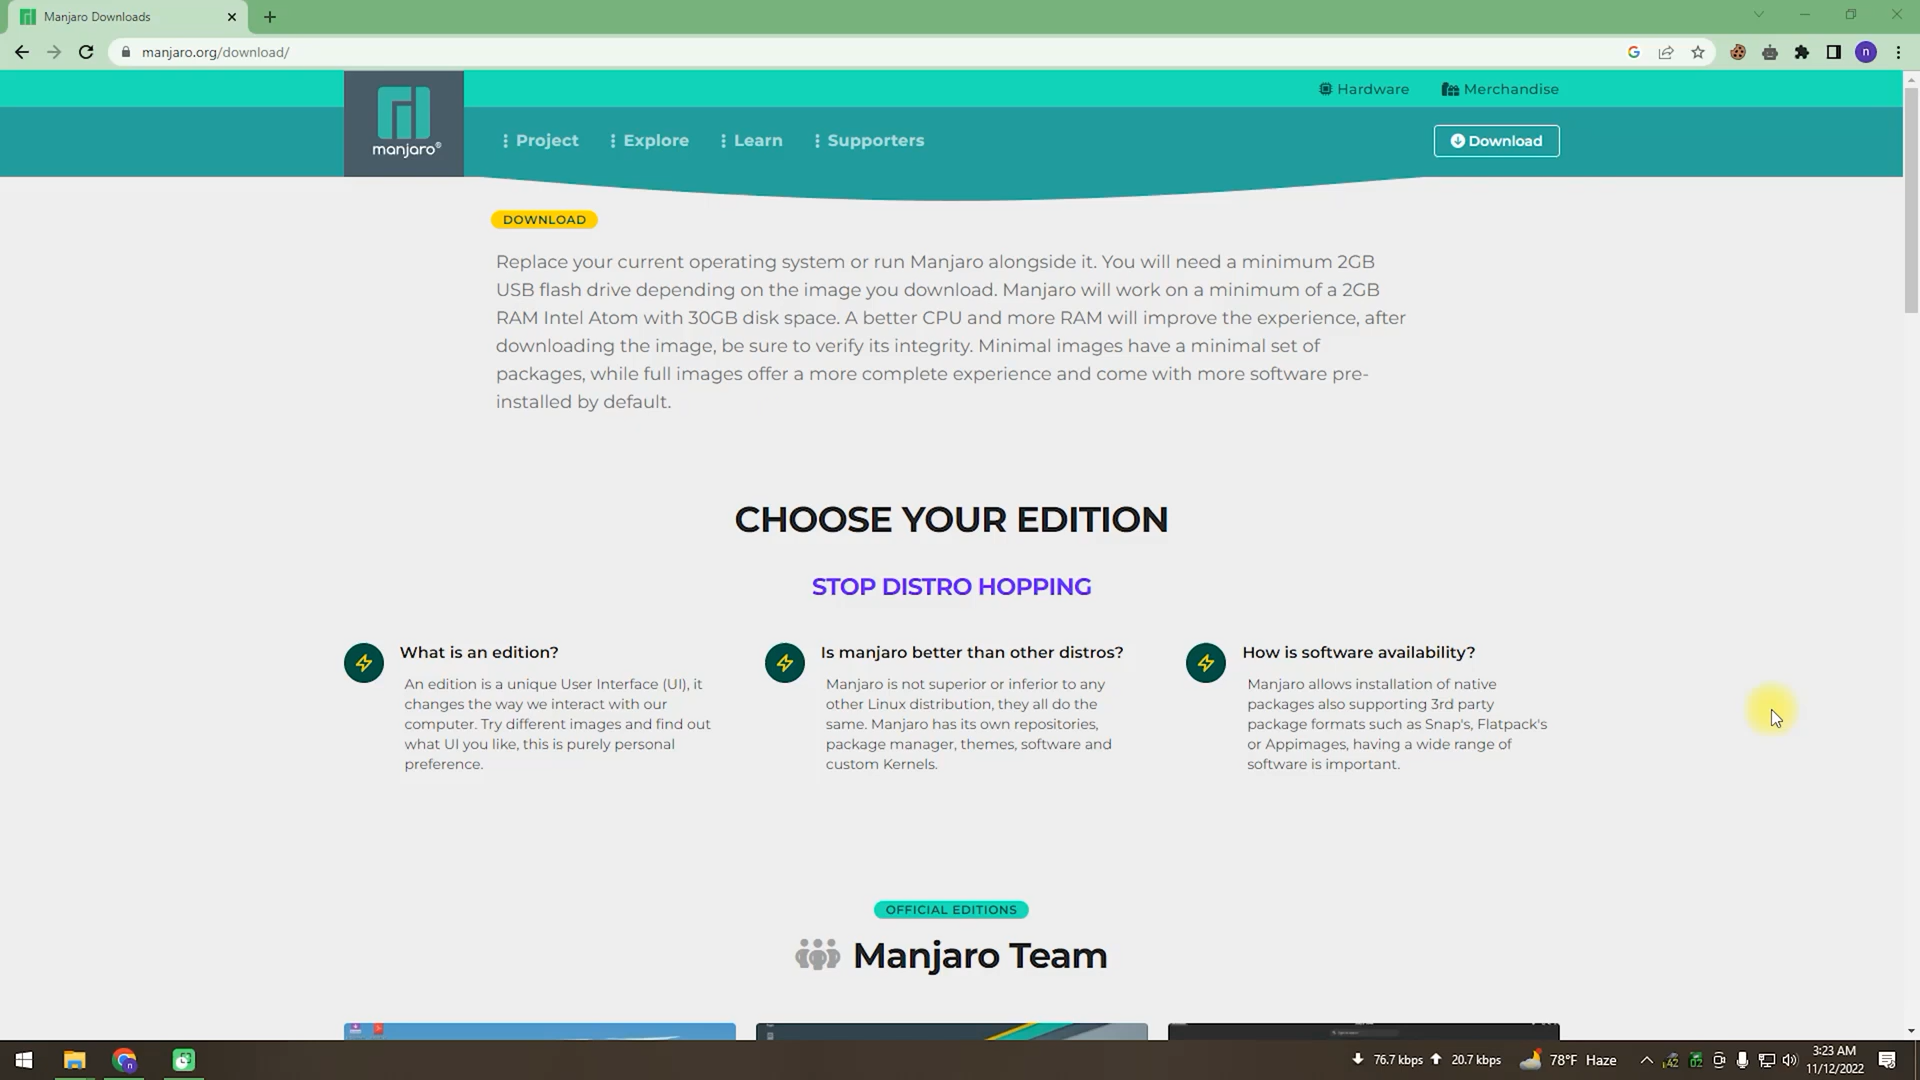 Manjaro Downloads
manjaro.org/download/
n
Hardware
Merchandise
manjaro®
Project
Explore
Learn
Supporters
Download
DOWNLOAD
Replace your current operating system or run Manjaro alongside it. You will need a minimum 2GB
USB flash drive depending on the image you download. Manjaro will work on a minimum of a 2GB
RAM Intel Atom with 30GB disk space. A better CPU and more RAM will improve the experience, after
downloading the image, be sure to verify its integrity. Minimal images have a minimal set of
packages, while full images offer a more complete experience and come with more software pre-
installed by default.
CHOOSE YOUR EDITION
STOP DISTRO HOPPING
What is an edition?
An edition is a unique User Interface (UI), it
changes the way we interact with our
computer. Try different images and find out
what UI you like, this is purely personal
preference.
Is manjaro better than other distros?
Manjaro is not superior or inferior to any
other Linux distribution, they all do the
same. Manjaro has its own repositories,
package manager, themes, software and
custom Kernels.
How is software availability?
Manjaro allows installation of native
packages also supporting 3rd party
package formats such as Snap's, Flatpack's
or Appimages, having a wide range of
software is important.
OFFICIAL EDITIONS
Manjaro Team
76.7 kbps
20.7 kbps
78°F Haze
3:23 AM
11/12/2022